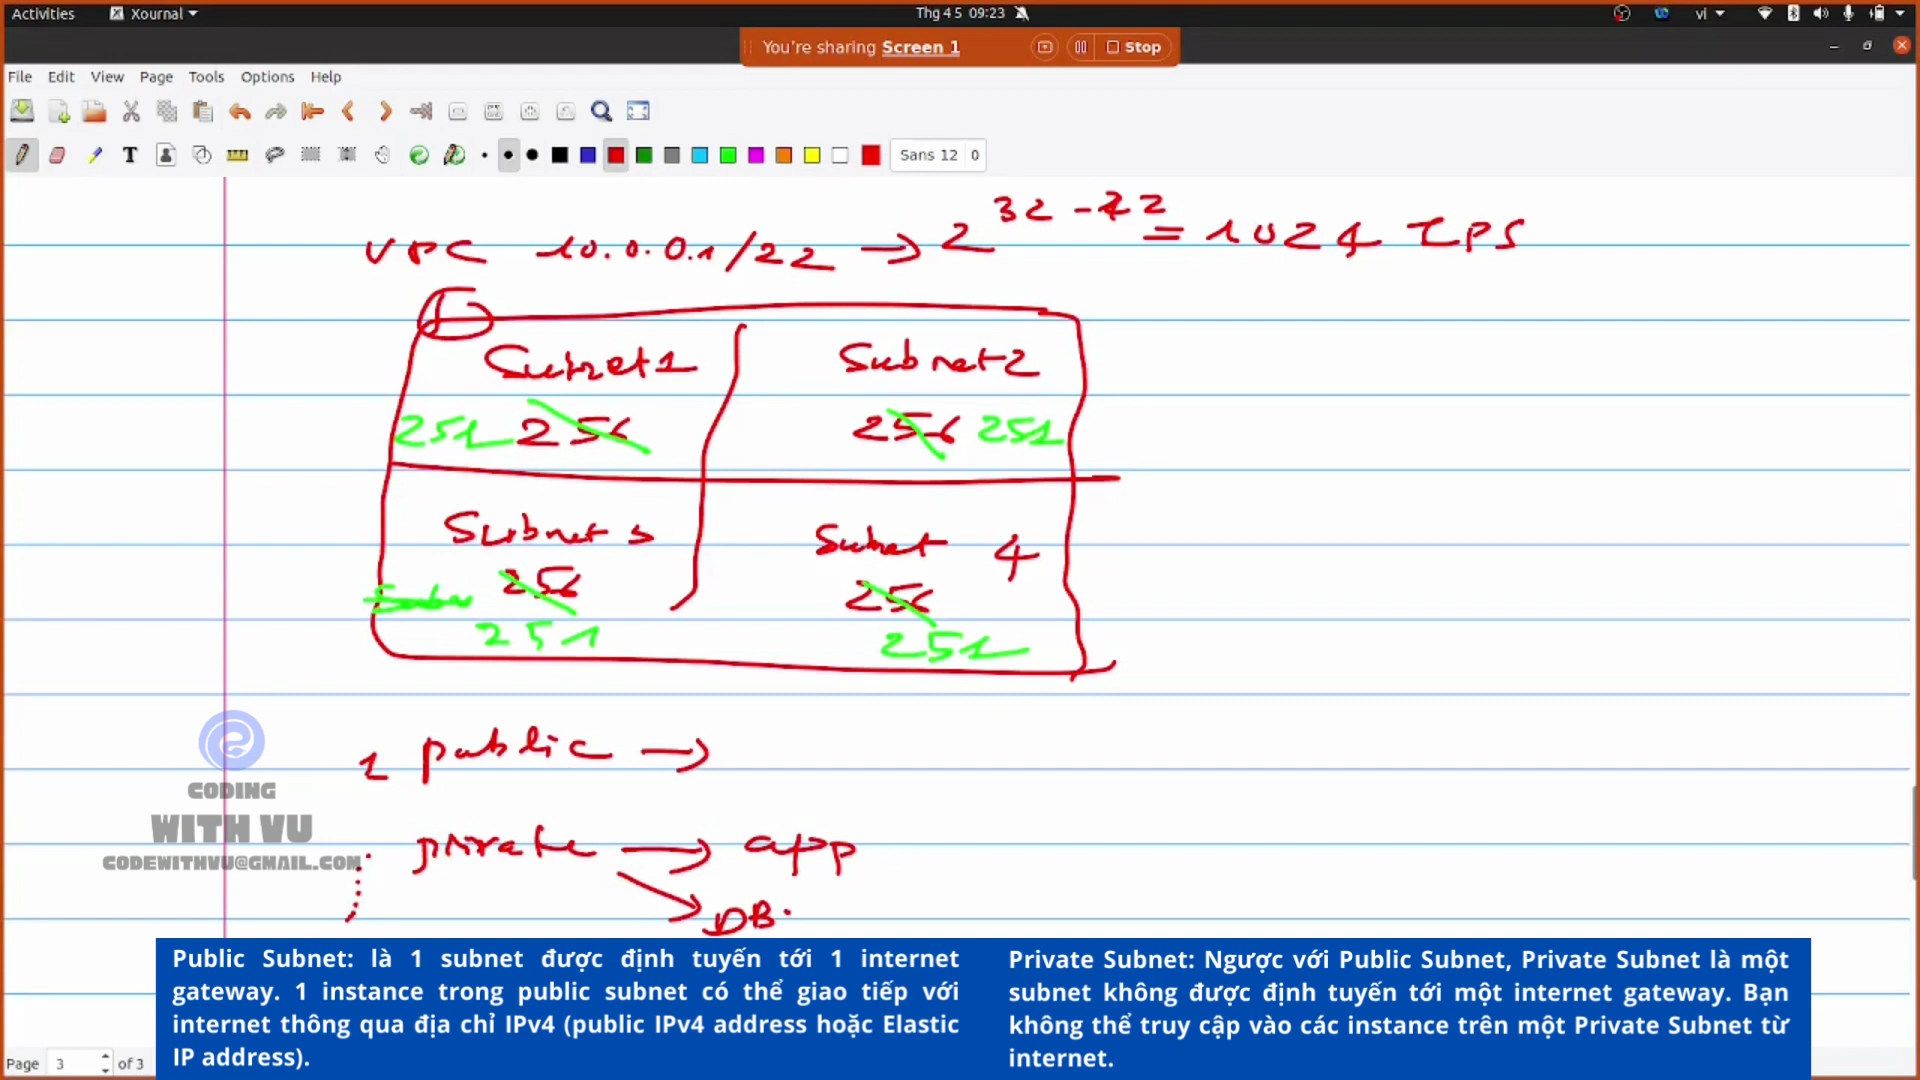 Activities Xournal Thg 4 5 09:23 vi
You're sharing Screen 1 Stop
File Edit View Page Tools Options Help
Sans 12 0
VPC 10.0.0.1/22 → 2 32-22 = 1024 IPS
Subnet1 Subnet2
251 256 256 251
Subnet 3 Subnet 4
256 256
251 251
1 public →
private → app
DB
CODING
WITH VU
CODEWITHVU@GMAIL.COM
Public Subnet: là 1 subnet được định tuyến tới 1 internet
gateway. 1 instance trong public subnet có thể giao tiếp với
internet thông qua địa chỉ IPv4 (public IPv4 address hoặc Elastic
IP address).
Private Subnet: Ngược với Public Subnet, Private Subnet là một
subnet không được định tuyến tới một internet gateway. Bạn
không thể truy cập vào các instance trên một Private Subnet từ
internet.
Page 3 of 3